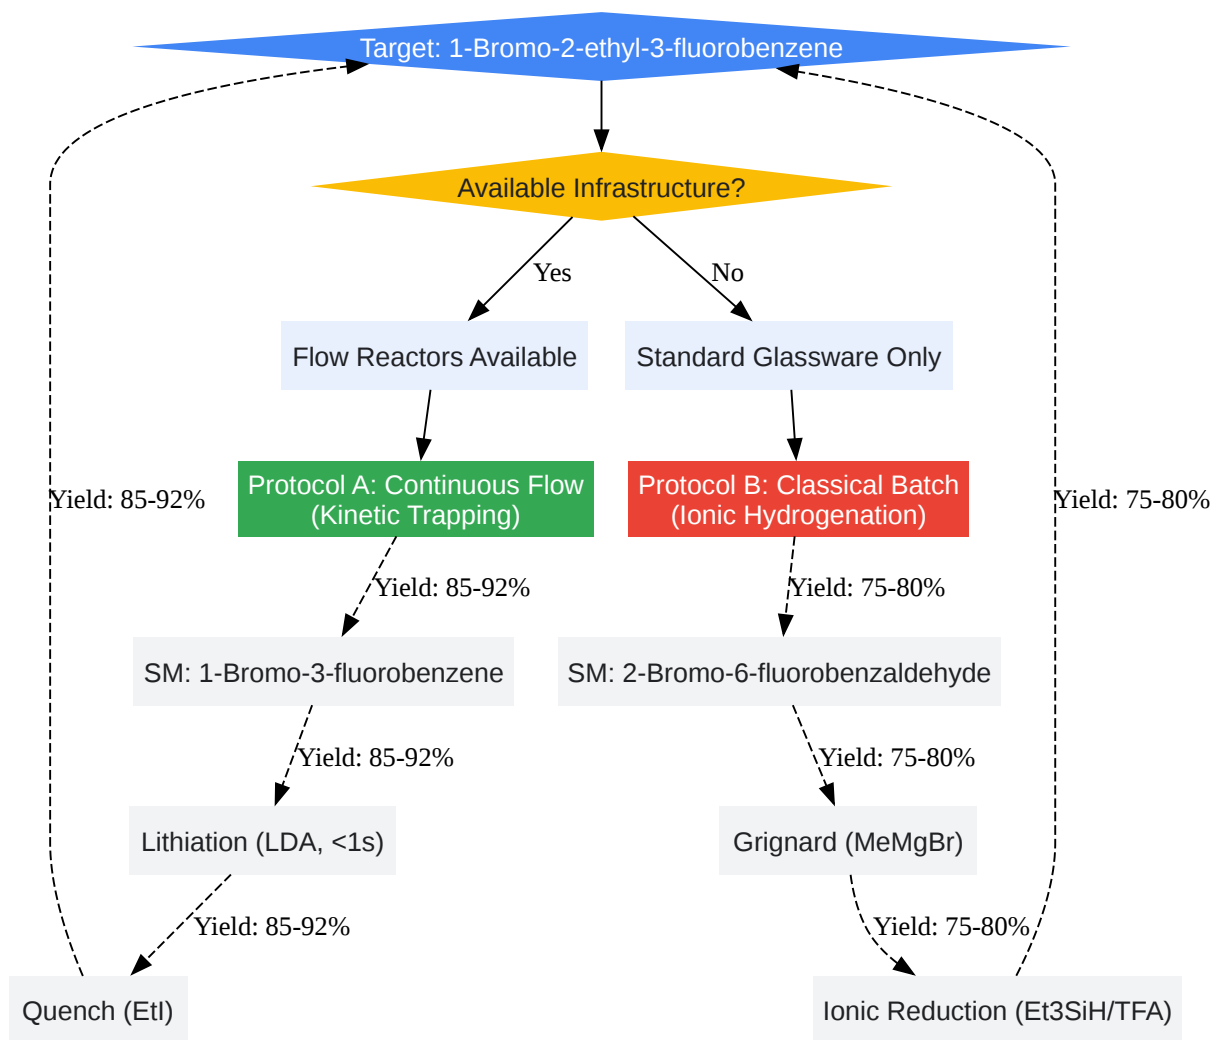 Target: 1-Bromo-2-ethyl-3-fluorobenzene
Available Infrastructure?
Yes
No
Flow Reactors Available
Standard Glassware Only
Protocol A: Continuous Flow
(Kinetic Trapping)
Protocol B: Classical Batch
(Ionic Hydrogenation)
Yield: 85-92%
Yield: 75-80%
Yield: 85-92%
Yield: 75-80%
SM: 1-Bromo-3-fluorobenzene
SM: 2-Bromo-6-fluorobenzaldehyde
Yield: 85-92%
Yield: 75-80%
Lithiation (LDA, <1s)
Grignard (MeMgBr)
Yield: 85-92%
Yield: 75-80%
Quench (EtI)
Ionic Reduction (Et3SiH/TFA)